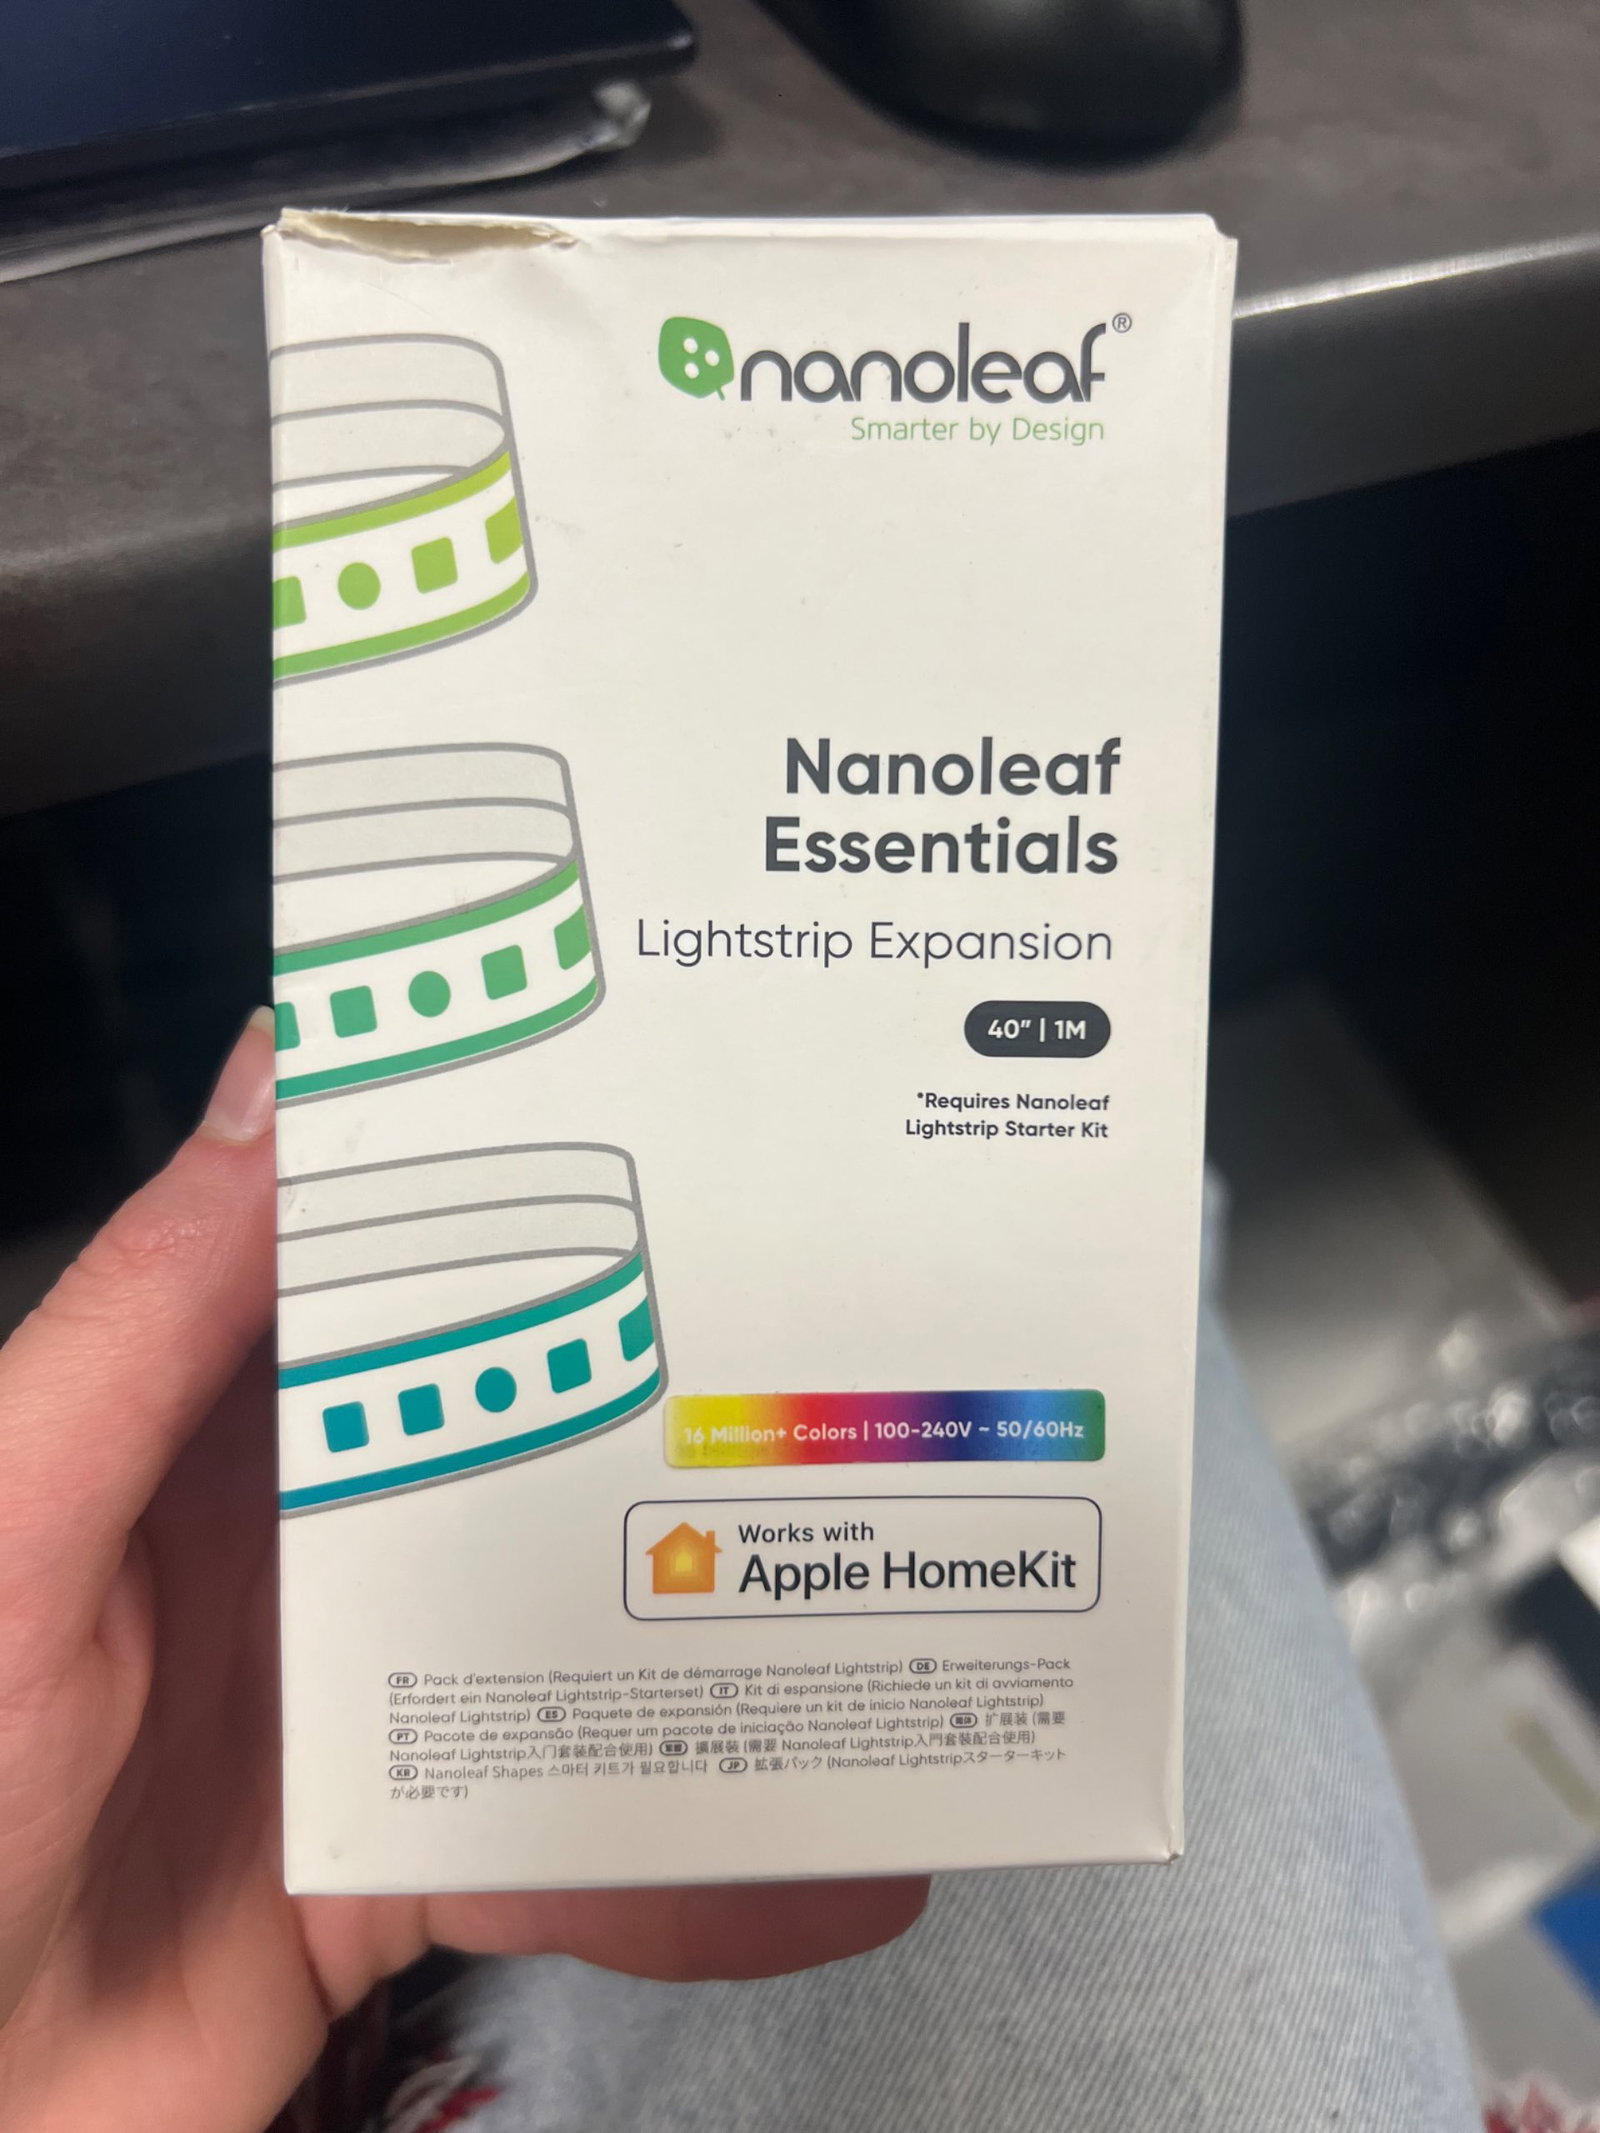 nanoleaf®
Smarter by Design
Nanoleaf
Essentials
Lightstrip Expansion
40" | 1M
*Requires Nanoleaf
Lightstrip Starter Kit
16 Million+ Colors | 100-240V ~ 50/60Hz
Works with
Apple HomeKit
FR Pack d'extension (Requiert un Kit de démarrage Nanoleaf Lightstrip) DE Erweiterungs-Pack
(Erfordert ein Nanoleaf Lightstrip-Starterset) IT Kit di espansione (Richiede un kit di avviamento
Nanoleaf Lightstrip) ES Paquete de expansión (Requiere un kit de inicio Nanoleaf Lightstrip)
PT Pacote de expansão (Requer um pacote de iniciação Nanoleaf Lightstrip) 简体 扩展装 (需要
Nanoleaf Lightstrip入门套装配合使用) 繁體 擴展裝 (需要 Nanoleaf Lightstrip入門套裝配合使用)
KR Nanoleaf Shapes 스마터 키트가 필요합니다 JP 拡張パック (Nanoleaf Lightstripスターターキット
が必要です)